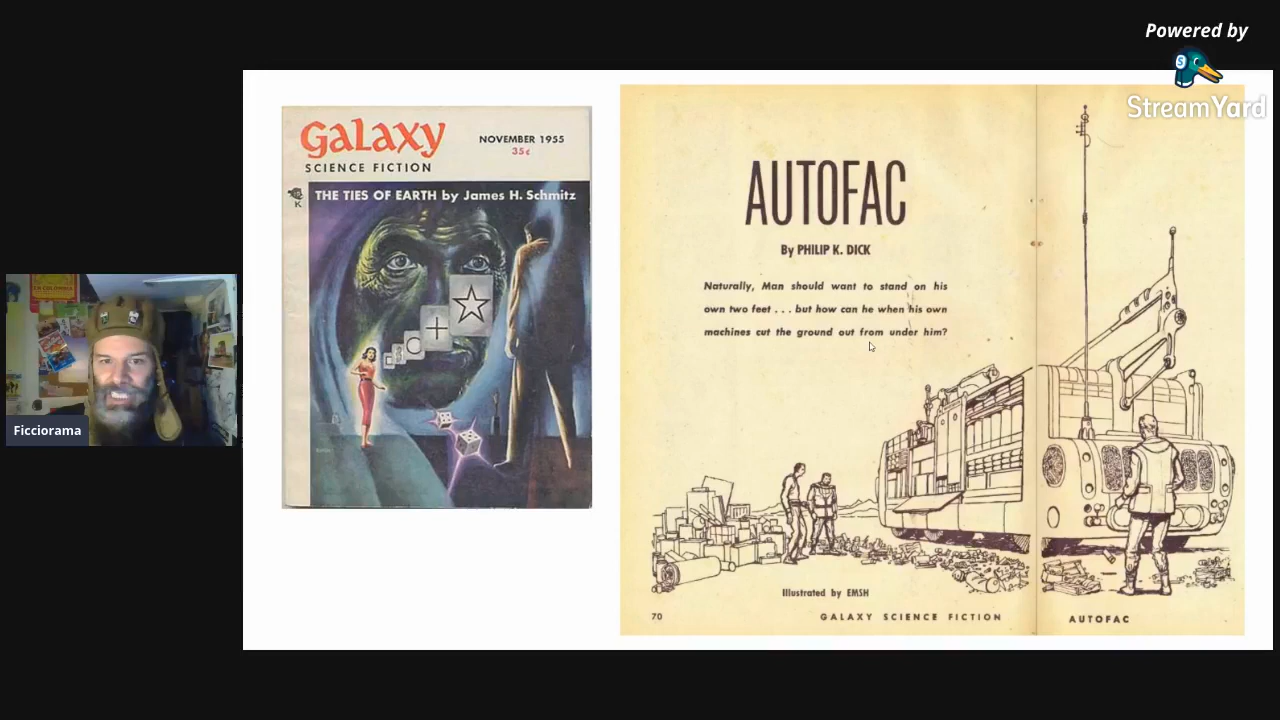 Powered by
StreamYard
Galaxy
SCIENCE FICTION
NOVEMBER 1955
35¢
K
THE TIES OF EARTH by James H. Schmitz
AUTOFAC
By PHILIP K. DICK
Naturally, Man should want to stand on his
own two feet . . . but how can he when his own
machines cut the ground out from under him?
Illustrated by EMSH
70
GALAXY SCIENCE FICTION
AUTOFAC
Ficciorama